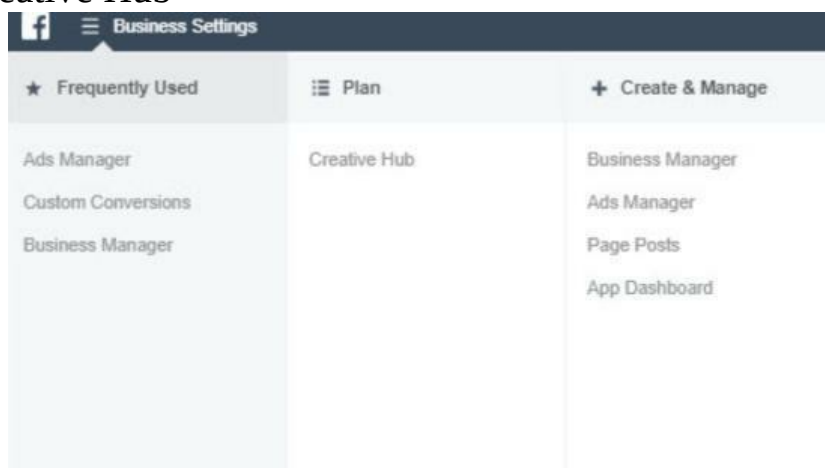 Business Settings
Frequently Used
Ads Manager
Custom Conversions
Business Manager
Plan
Creative Hub
Create & Manage
Business Manager
Ads Manager
Page Posts
App Dashboard